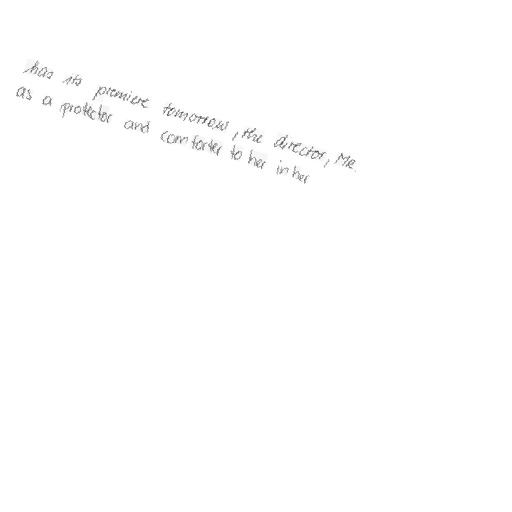 has its premiere tomorrow, the director, Mr.
as a protector and comforter to her in her